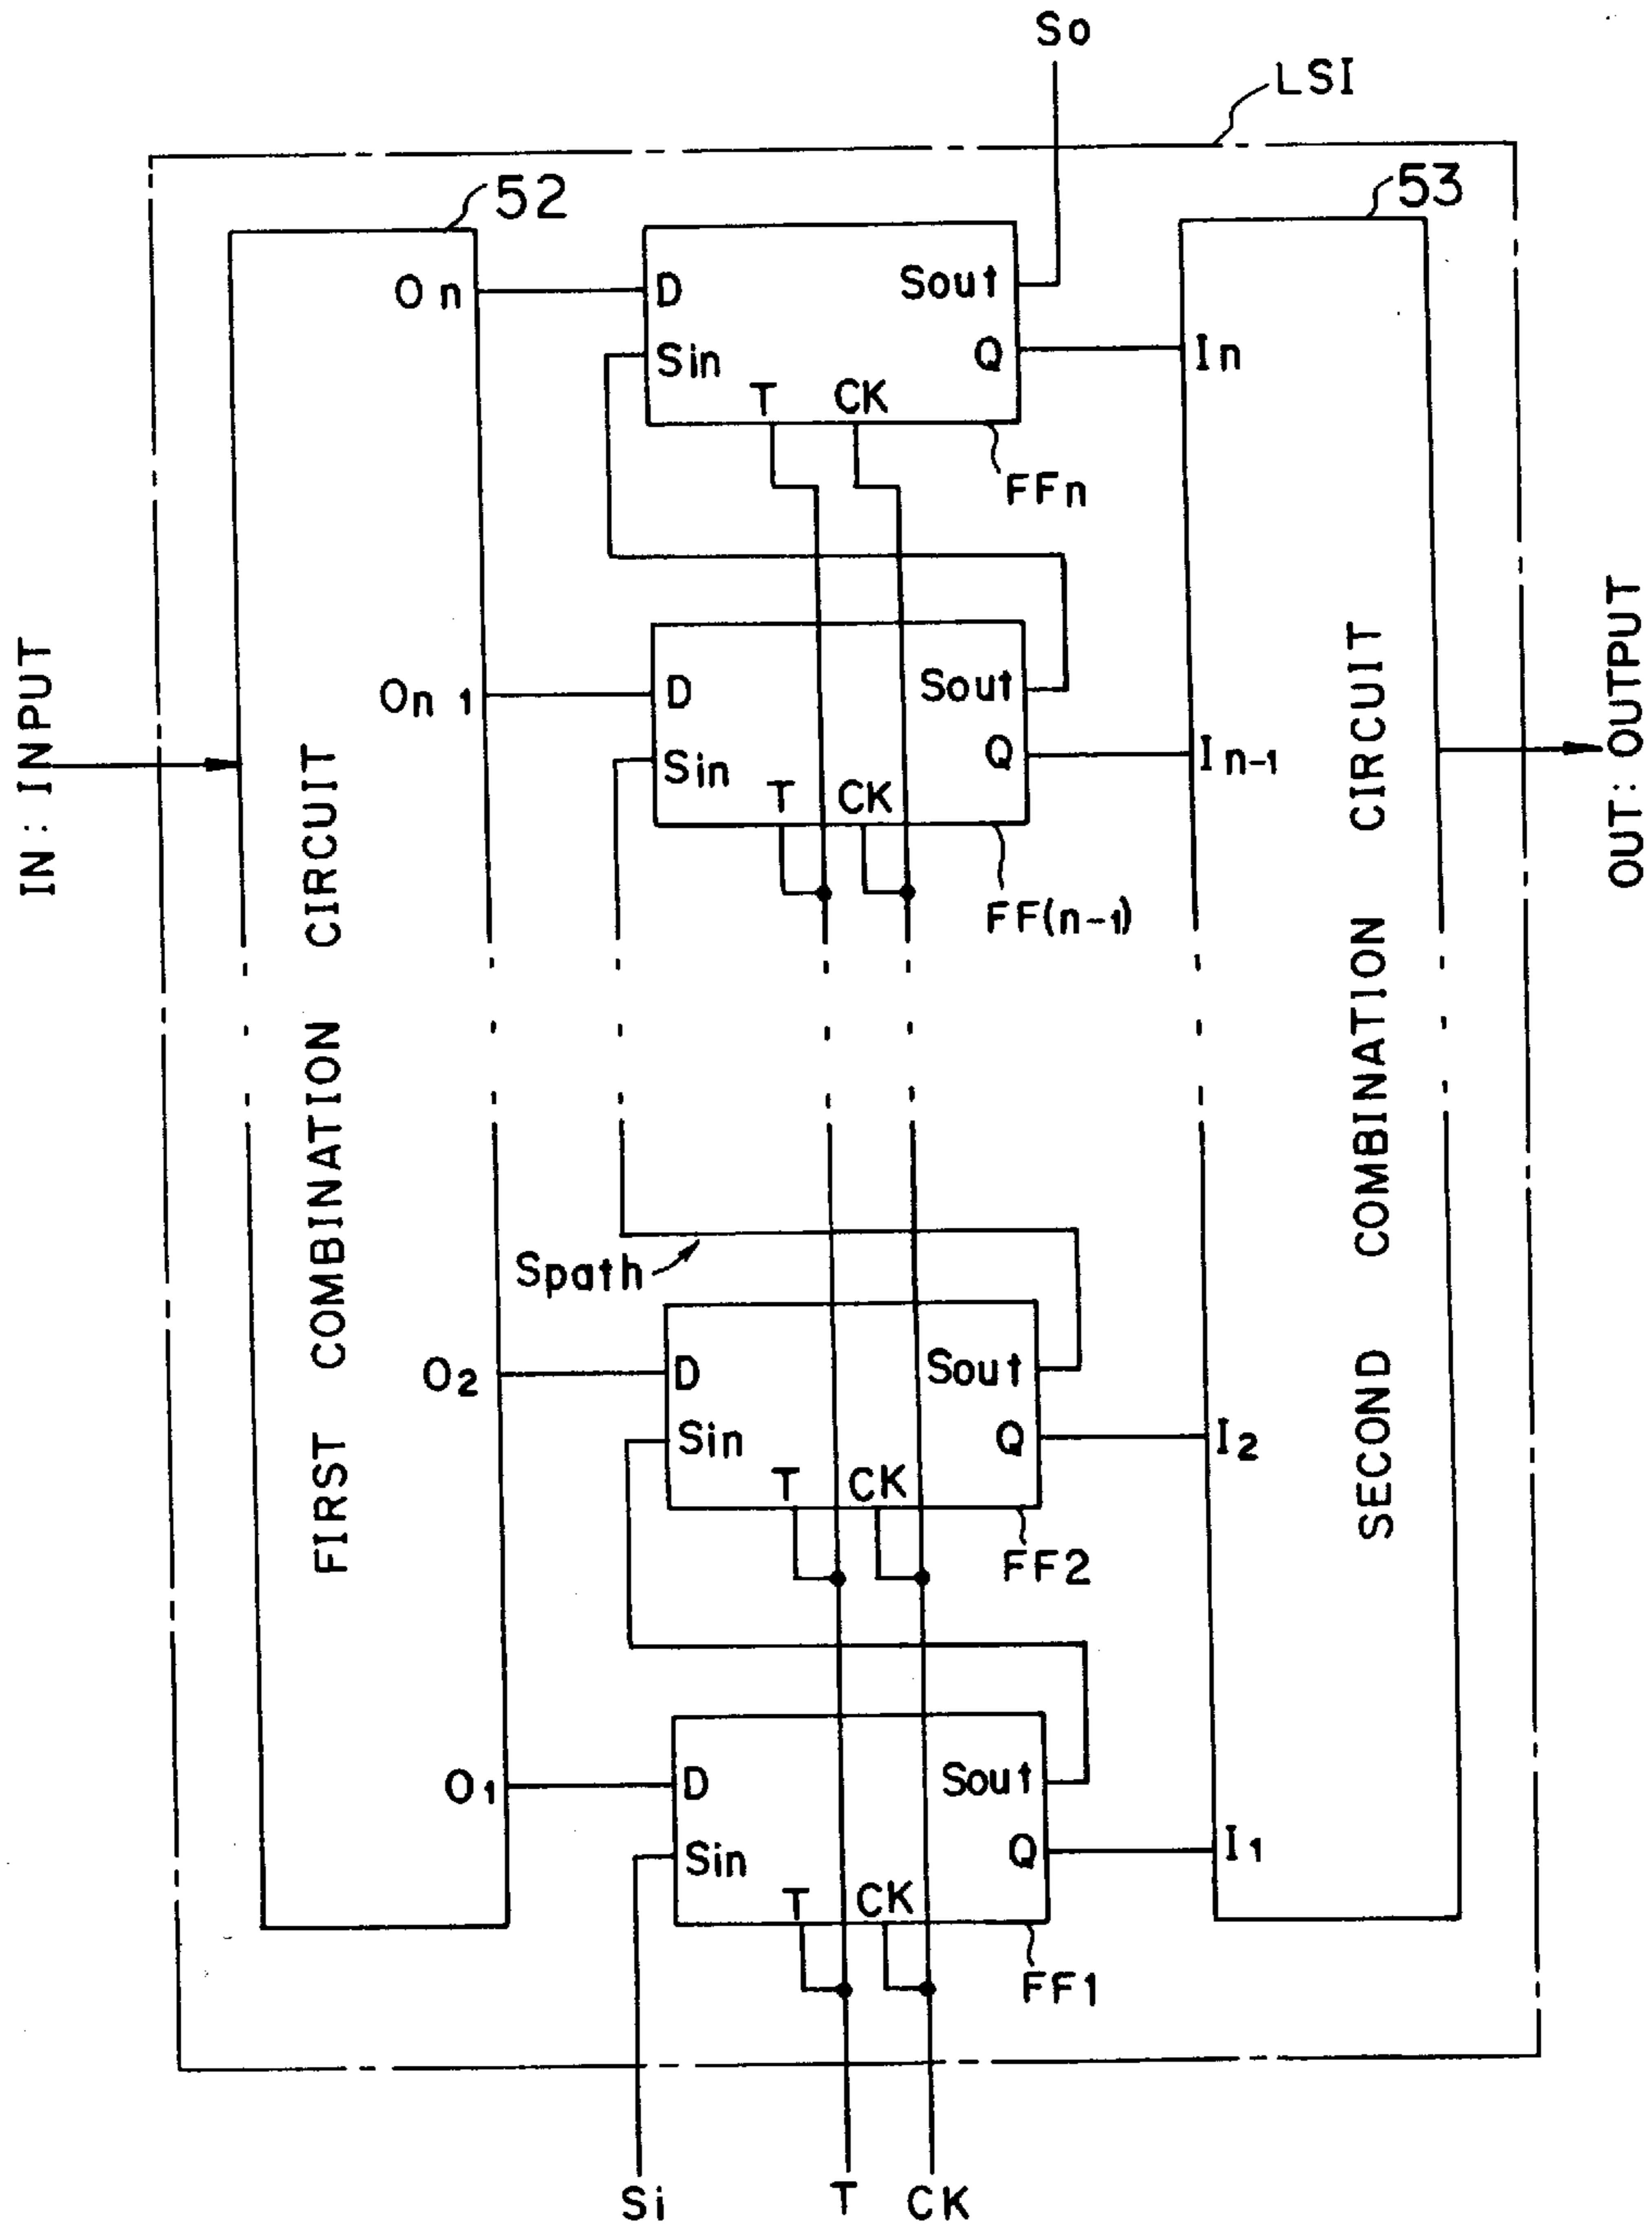 So
LSI
52
53
On
D
Sout
Sin
Q
In
T
CK
FFn
IN: INPUT
OUT: OUTPUT
On 1
D
Sout
Sin
Q
In-1
T
CK
FF(n-1)
FIRST COMBINATION CIRCUIT
SECOND COMBINATION CIRCUIT
Spath
O2
D
Sout
Sin
Q
I2
T
CK
FF2
O1
D
Sout
Sin
Q
I1
T
CK
FF1
Si
T
CK